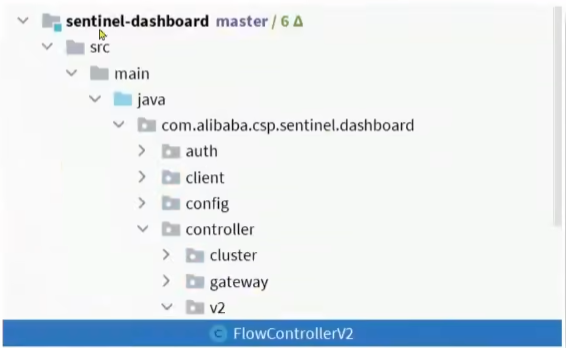 sentinel-dashboard master / 6 Δ
src
main
java
com.alibaba.csp.sentinel.dashboard
auth
client
config
controller
cluster
gateway
v2
C FlowControllerV2